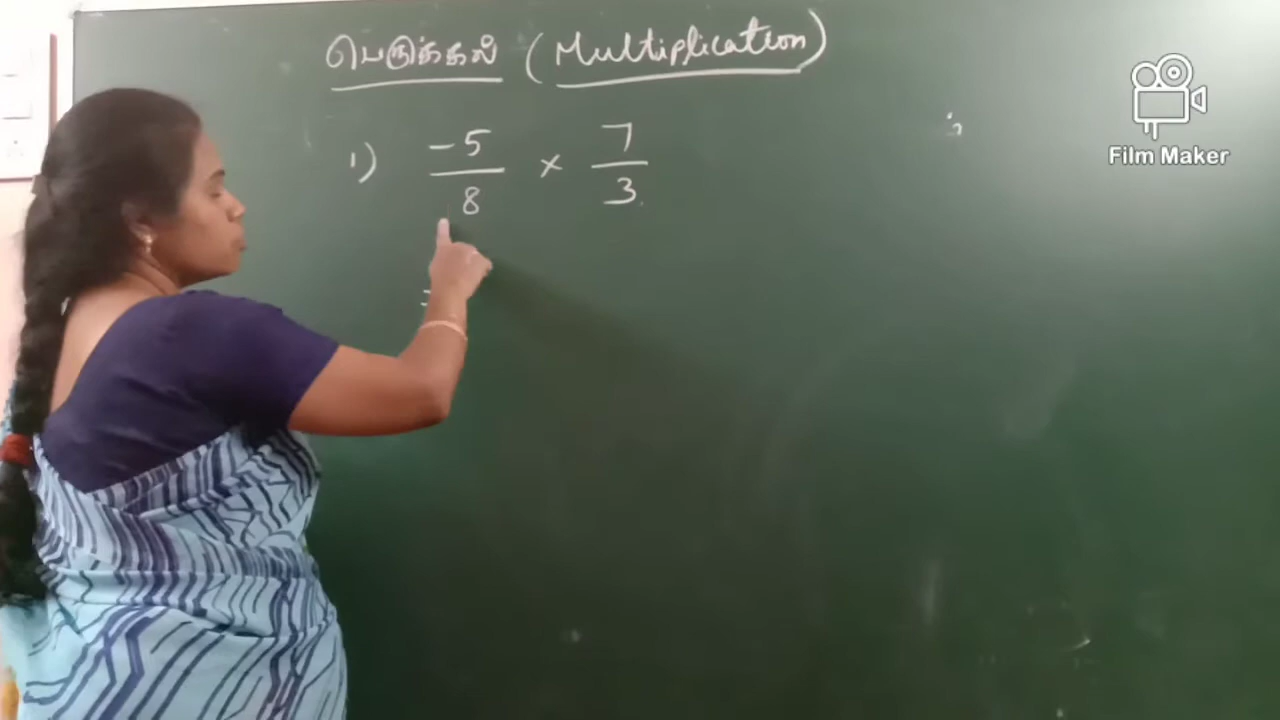 பெருக்கல் (Multiplication)
1) -5/8 × 7/3
=
Film Maker